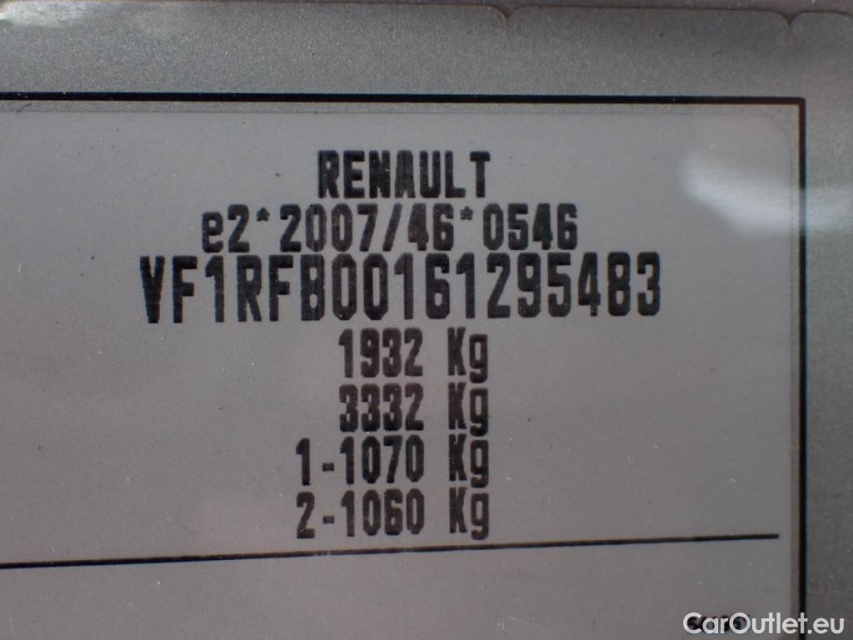 RENAULT
e2*2007/46*0546
VF1RFB00161295483
1932 Kg
3332 Kg
1-1070 Kg
2-1060 Kg
CarOutlet.eu